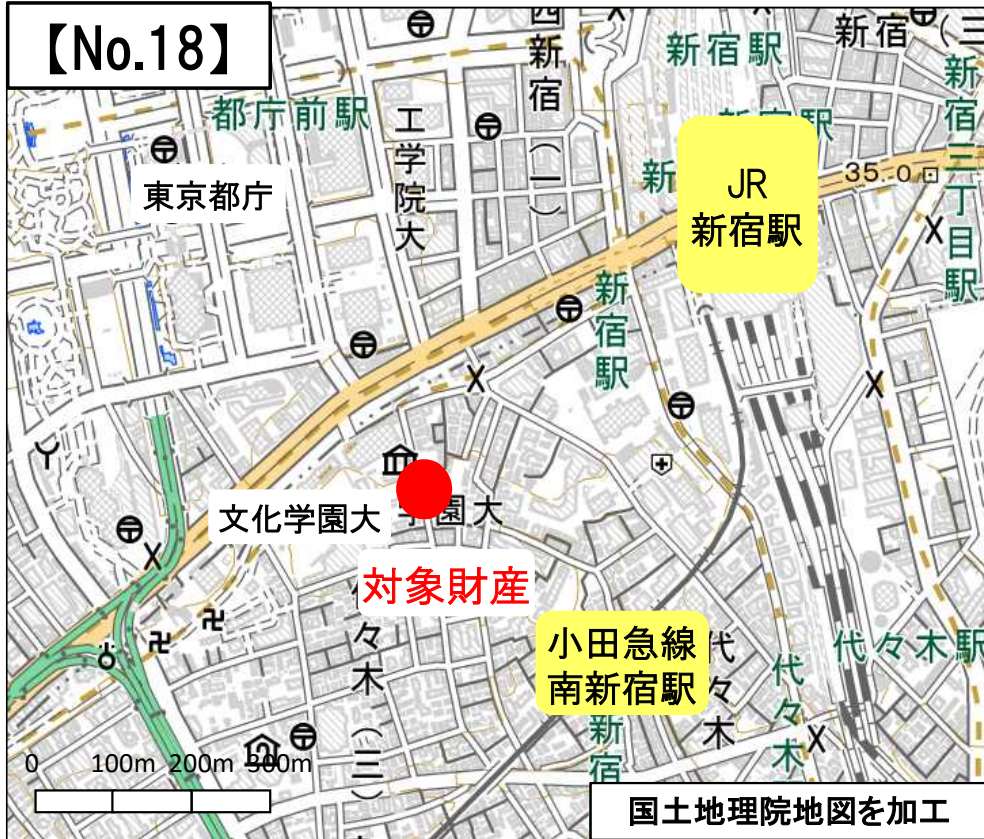 【No.18】
新宿駅
新宿（三
都庁前駅
工学院大
西新宿（一）
新宿三丁目駅
東京都庁
JR
新宿駅
35.0
新宿駅
文化学園大
学園大
対象財産
小田急線
南新宿駅
代々木
代々木駅
代々木（三）
0 100m 200m 300m
国土地理院地図を加工